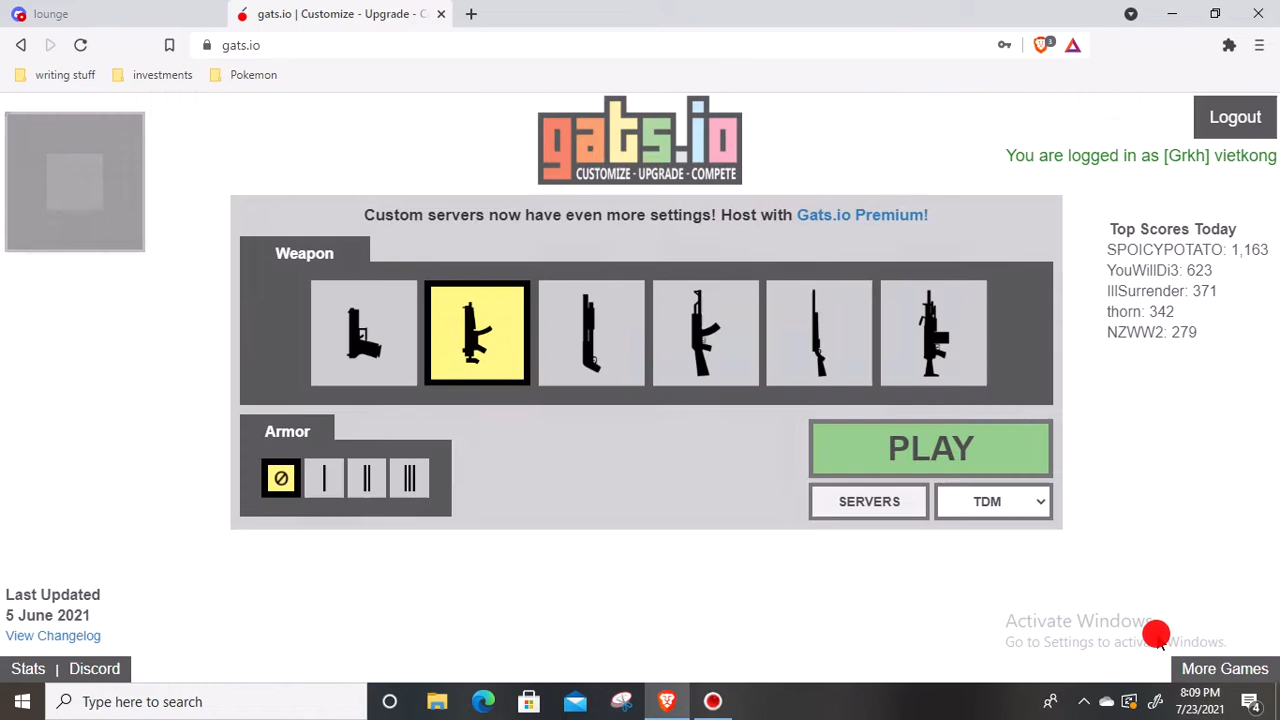 lounge
gats.io | Customize - Upgrade - C
gats.io
3
writing stuff
investments
Pokemon
gats.io
CUSTOMIZE - UPGRADE - COMPETE
Logout
You are logged in as [Grkh] vietkong
Custom servers now have even more settings! Host with Gats.io Premium!
Weapon
Top Scores Today
SPOICYPOTATO: 1,163
YouWillDi3: 623
IllSurrender: 371
thorn: 342
NZWW2: 279
Armor
PLAY
SERVERS
TDM
Last Updated
5 June 2021
View Changelog
Activate Windows
Go to Settings to activate Windows.
Stats | Discord
More Games
Type here to search
8:09 PM
7/23/2021
4